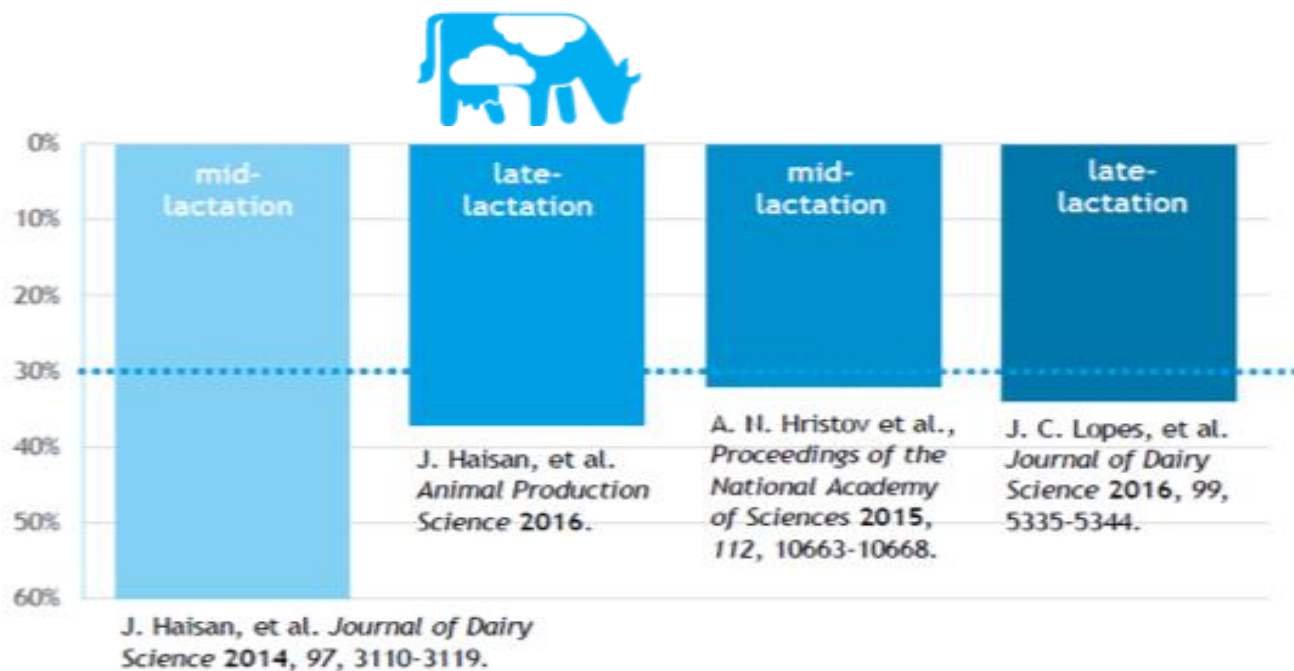 0%
10%
20%
30%
40%
50%
60%
mid-
lactation
late-
lactation
mid-
lactation
late-
lactation
J. Haisan, et al. Journal of Dairy
Science 2014, 97, 3110-3119.
J. Haisan, et al.
Animal Production
Science 2016.
A. N. Hristov et al.,
Proceedings of the
National Academy
of Sciences 2015,
112, 10663-10668.
J. C. Lopes, et al.
Journal of Dairy
Science 2016, 99,
5335-5344.